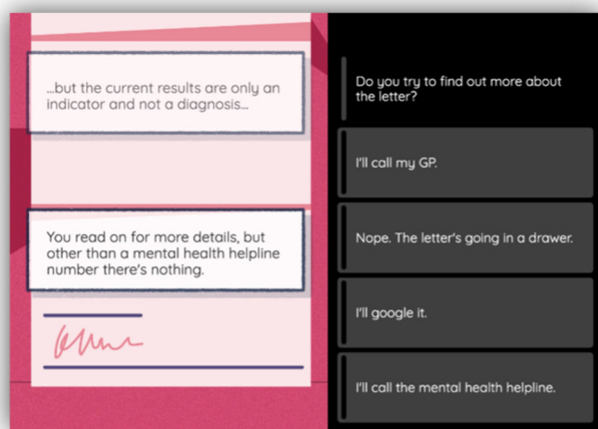 ...but the current results are only an
indicator and not a diagnosis...
You read on for more details, but
other than a mental health helpline
number there's nothing.
Do you try to find out more about
the letter?
I'll call my GP.
Nope. The letter's going in a drawer.
I'll google it.
I'll call the mental health helpline.